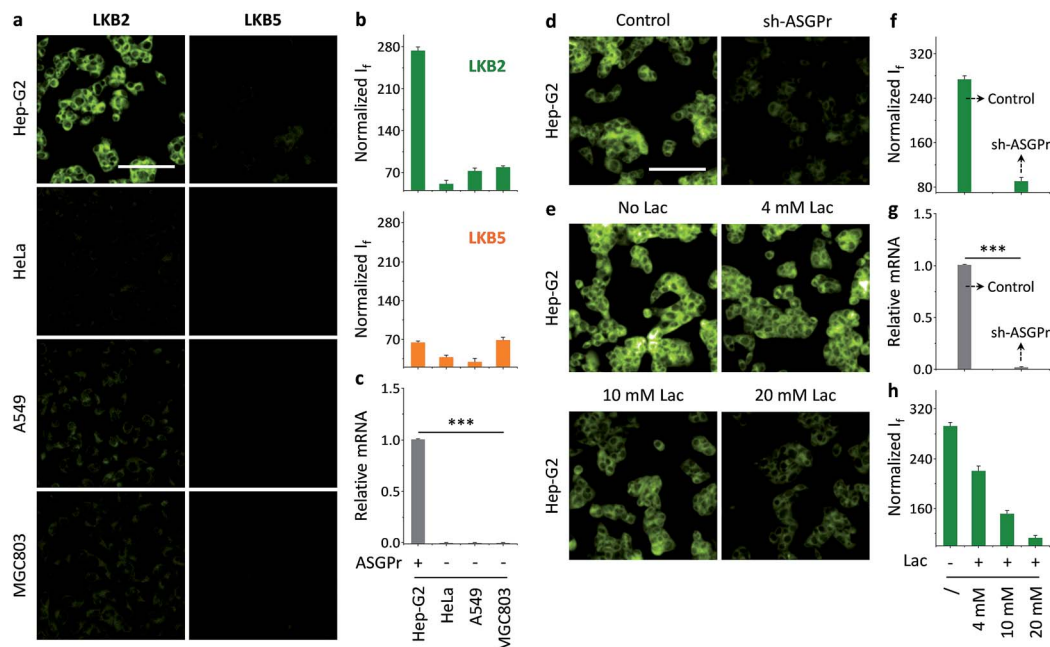 a
LKB2
LKB5
Hep-G2
HeLa
A549
MGC803
b
Normalized If
280
210
140
70
LKB2
Normalized If
280
210
140
70
LKB5
c
Relative mRNA
1.5
1.0
0.5
0.0
***
ASGPr
+
-
-
-
Hep-G2
HeLa
A549
MGC803
d
Control
sh-ASGPr
Hep-G2
e
No Lac
4 mM Lac
Hep-G2
10 mM Lac
20 mM Lac
Hep-G2
f
Normalized If
320
240
160
80
Control
sh-ASGPr
g
Relative mRNA
1.5
1.0
0.5
0.0
***
Control
sh-ASGPr
h
Normalized If
320
240
160
Lac
-
+
+
+
/
4 mM
10 mM
20 mM